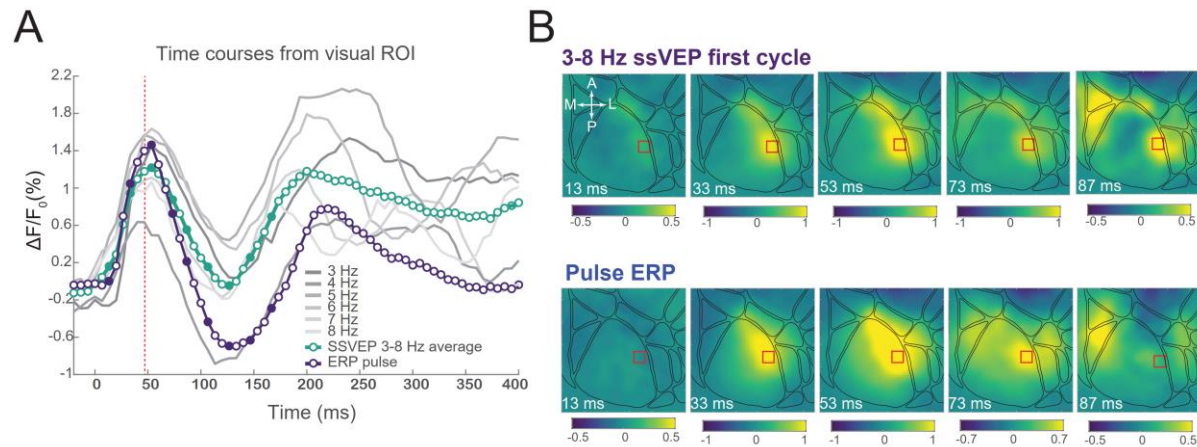 A
Time courses from visual ROI
ΔF/F0(%)
2.2
1.8
1.4
1
0.6
0.2
-0.2
-0.6
-1
3 Hz
4 Hz
5 Hz
6 Hz
7 Hz
8 Hz
SSVEP 3-8 Hz average
ERP pulse
0 50 100 150 200 250 300 350 400
Time (ms)
B
3-8 Hz ssVEP first cycle
A
M L
P
13 ms 33 ms 53 ms 73 ms 87 ms
-0.5 0 0.5 -1 0 1 -1 0 1 -1 0 1 -0.5 0 0.5
Pulse ERP
13 ms 33 ms 53 ms 73 ms 87 ms
-0.5 0 0.5 -1 0 1 -1 0 1 -0.7 0 0.7 -0.5 0 0.5